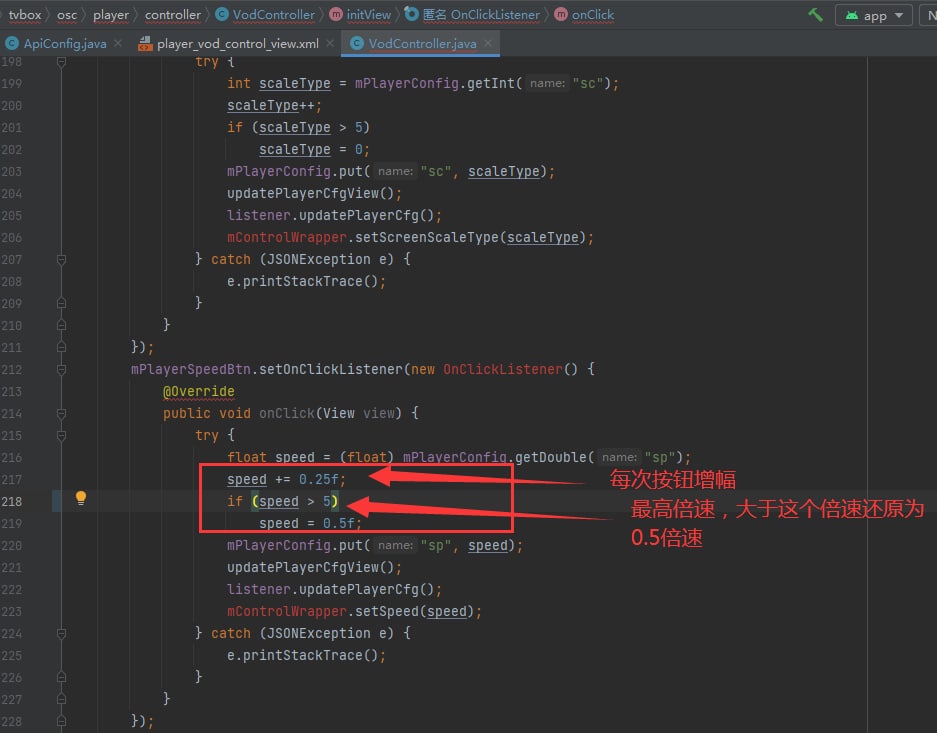 tvbox osc player controller VodController initView 匿名 OnClickListener onClick app
ApiConfig.java player_vod_control_view.xml VodController.java
198 try {
199 int scaleType = mPlayerConfig.getInt( name: "sc");
200 scaleType++;
201 if (scaleType > 5)
202 scaleType = 0;
203 mPlayerConfig.put( name: "sc", scaleType);
204 updatePlayerCfgView();
205 listener.updatePlayerCfg();
206 mControlWrapper.setScreenScaleType(scaleType);
207 } catch (JSONException e) {
208 e.printStackTrace();
209 }
210 }
211 });
212 mPlayerSpeedBtn.setOnClickListener(new OnClickListener() {
213 @Override
214 public void onClick(View view) {
215 try {
216 float speed = (float) mPlayerConfig.getDouble( name: "sp");
217 speed += 0.25f; 每次按钮增幅
218 if (speed > 5) 最高倍速，大于这个倍速还原为
219 speed = 0.5f; 0.5倍速
220 mPlayerConfig.put( name: "sp", speed);
221 updatePlayerCfgView();
222 listener.updatePlayerCfg();
223 mControlWrapper.setSpeed(speed);
224 } catch (JSONException e) {
225 e.printStackTrace();
226 }
227 }
228 });